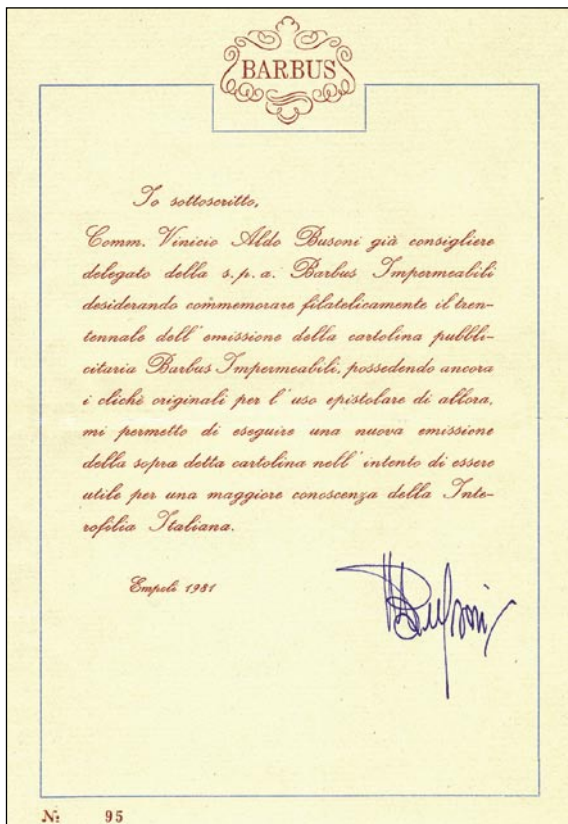 BARBUS
Io sottoscritto,
Comm. Vinicio Aldo Busoni già consigliere
delegato della s.p.a. Barbus Impermeabili
desiderando commemorare filatelicamente il tren-
tennale dell'emissione della cartolina pubbli-
citaria Barbus Impermeabili, possedendo ancora
i clichè originali per l'uso epistolare di allora,
mi permetto di eseguire una nuova emissione
della sopra detta cartolina nell'intento di essere
utile per una maggiore conoscenza della Inte-
rofilia Italiana.
Empoli 1981
Busoni
N: 95